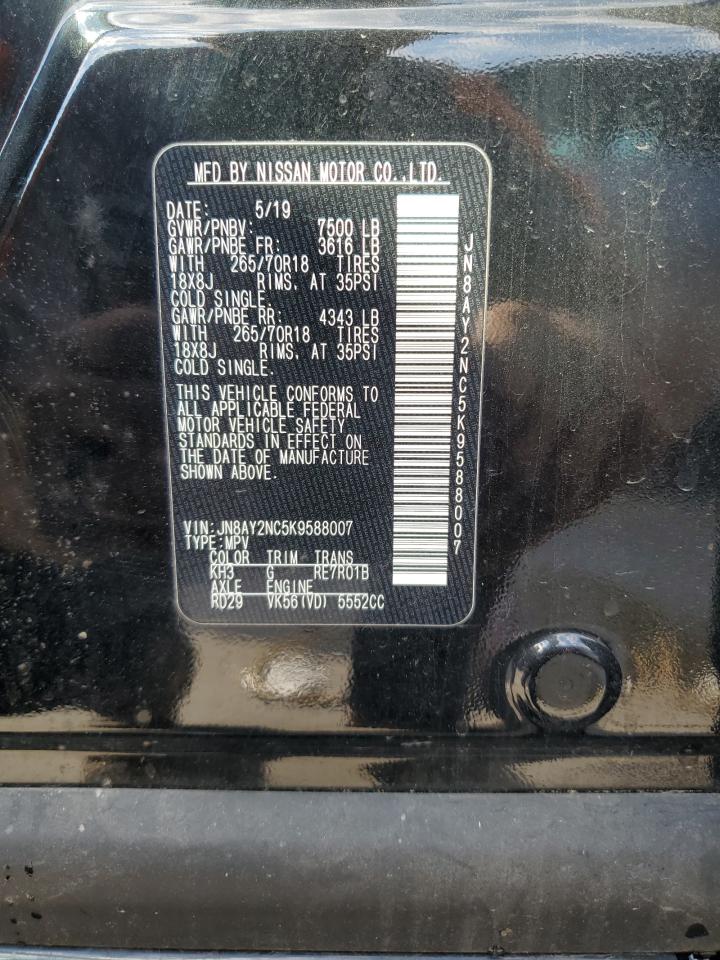 MFD BY NISSAN MOTOR CO.,LTD.
DATE: 5/19
GVWR/PNBV: 7500 LB
GAWR/PNBE FR: 3616 LB
WITH 265/70R18 TIRES
18X8J RIMS, AT 35PSI
COLD SINGLE.
GAWR/PNBE RR: 4343 LB
WITH 265/70R18 TIRES
18X8J RIMS, AT 35PSI
COLD SINGLE.
THIS VEHICLE CONFORMS TO
ALL APPLICABLE FEDERAL
MOTOR VEHICLE SAFETY
STANDARDS IN EFFECT ON
THE DATE OF MANUFACTURE
SHOWN ABOVE.
VIN:JN8AY2NC5K9588007
TYPE:MPV
COLOR TRIM TRANS
KH3 G RE7R01B
AXLE ENGINE
RD29 VK56(VD) 5552CC
JN8AY2NC5K9588007